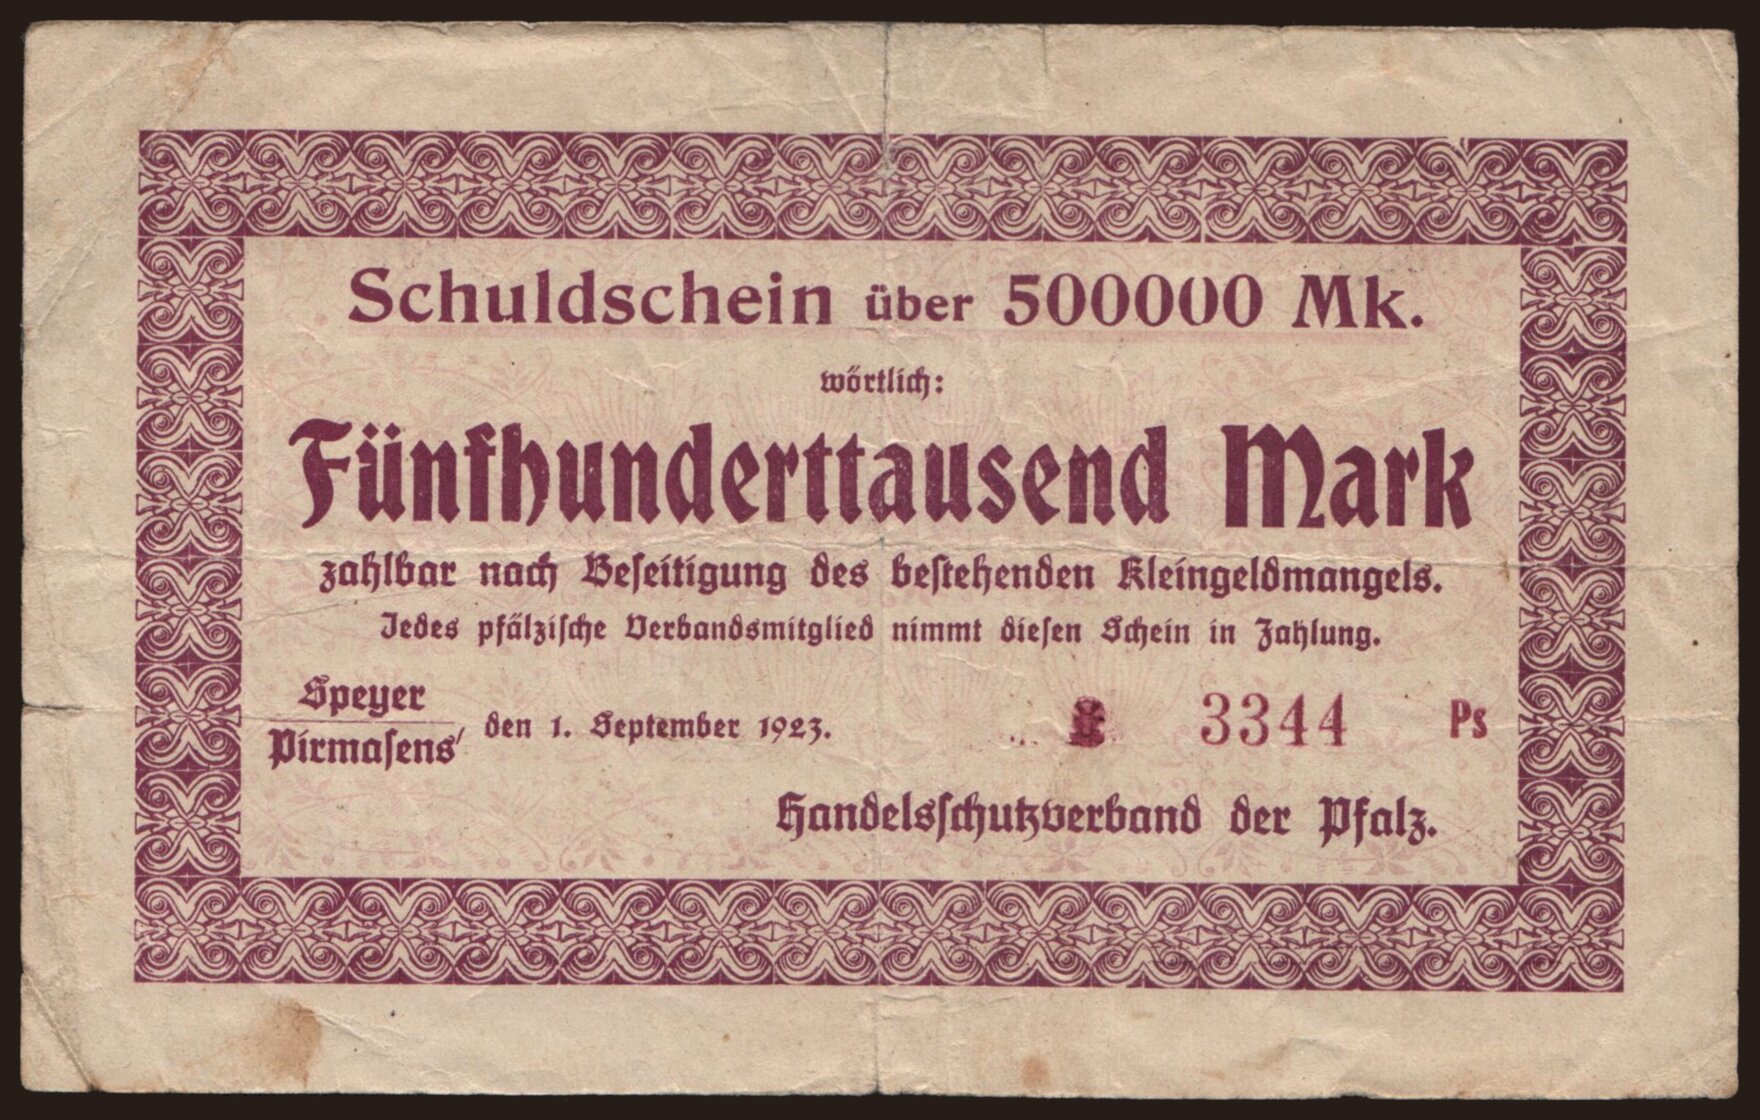 Schuldschein über 500000 Mk.
wörtlich:
Fünfhunderttausend Mark
zahlbar nach Beseitigung des bestehenden Kleingeldmangels.
Jedes pfälzische Verbandsmitglied nimmt diesen Schein in Zahlung.
Speyer
Pirmasens, den 1. September 1923.
3344 Ps
Handelsschutzverband der Pfalz.